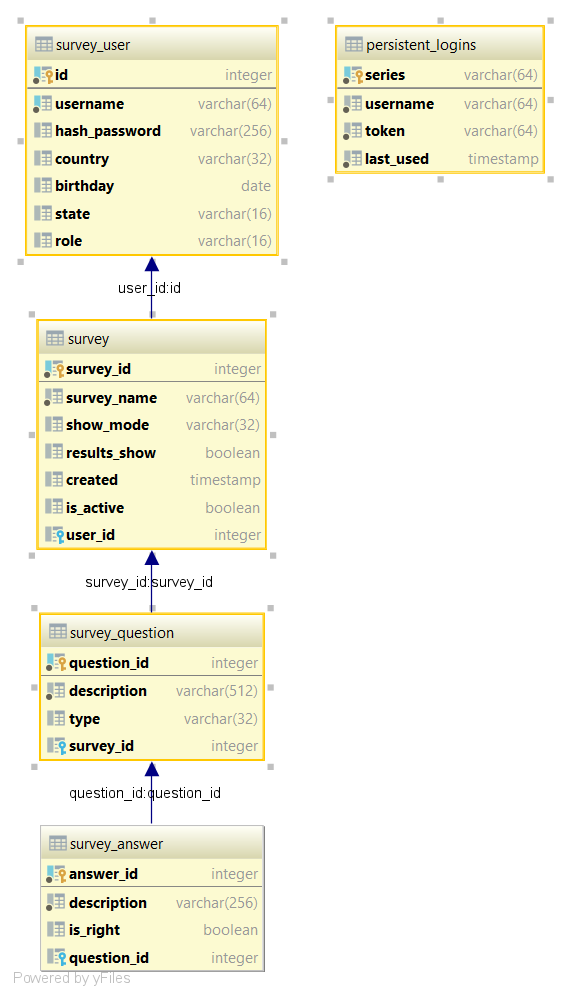 survey_user
id integer
username varchar(64)
hash_password varchar(256)
country varchar(32)
birthday date
state varchar(16)
role varchar(16)
persistent_logins
series varchar(64)
username varchar(64)
token varchar(64)
last_used timestamp
user_id:id
survey
survey_id integer
survey_name varchar(64)
show_mode varchar(32)
results_show boolean
created timestamp
is_active boolean
user_id integer
survey_id:survey_id
survey_question
question_id integer
description varchar(512)
type varchar(32)
survey_id integer
question_id:question_id
survey_answer
answer_id integer
description varchar(256)
is_right boolean
question_id integer
Powered by yFiles